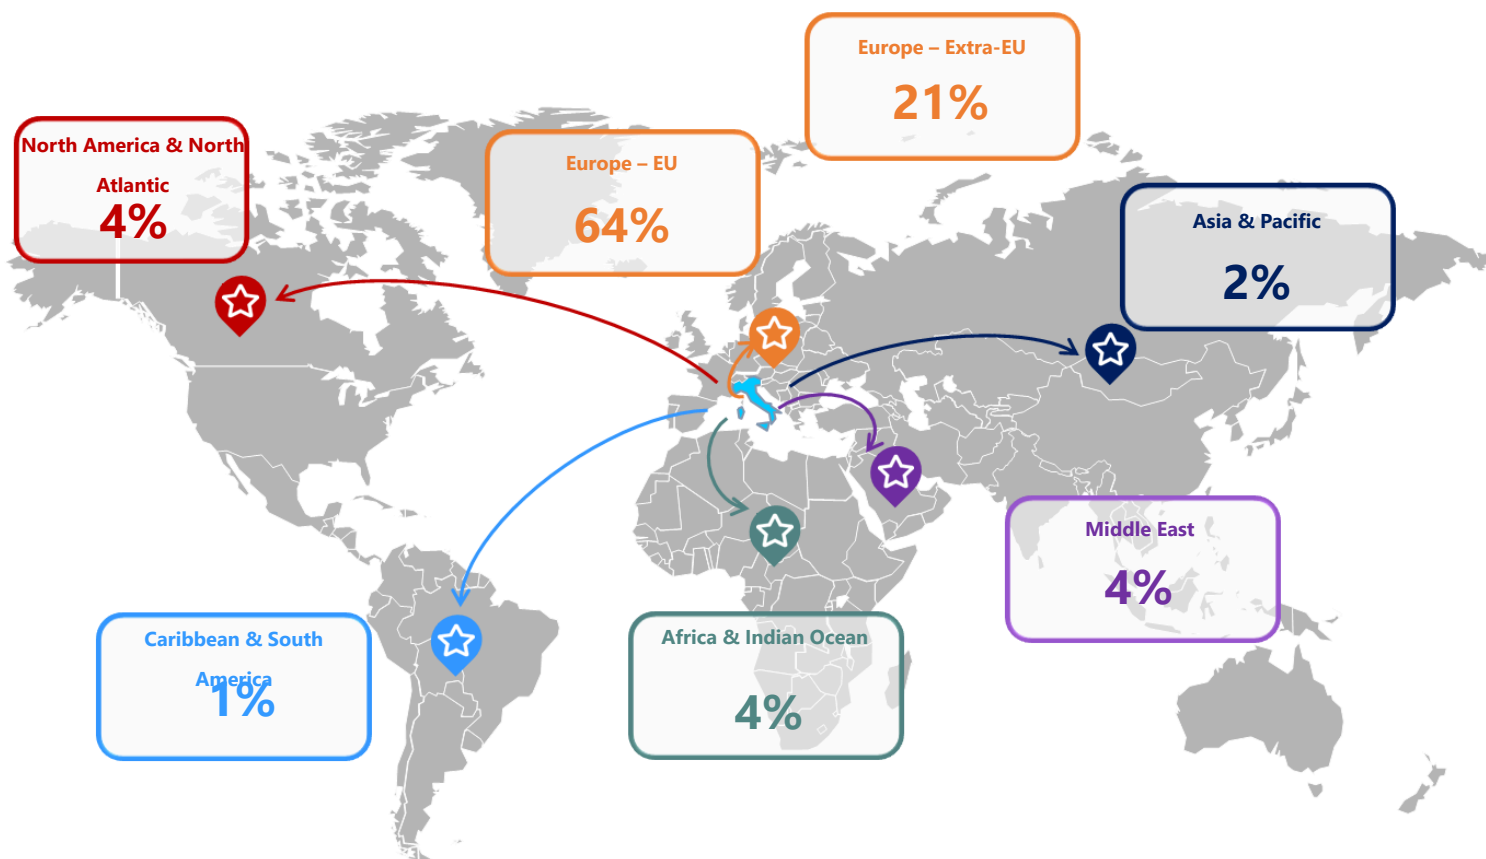 Europe – Extra-EU
21%
North America & North
Atlantic
4%
Europe – EU
64%
Asia & Pacific
2%
Middle East
4%
Caribbean & South
America
1%
Africa & Indian Ocean
4%